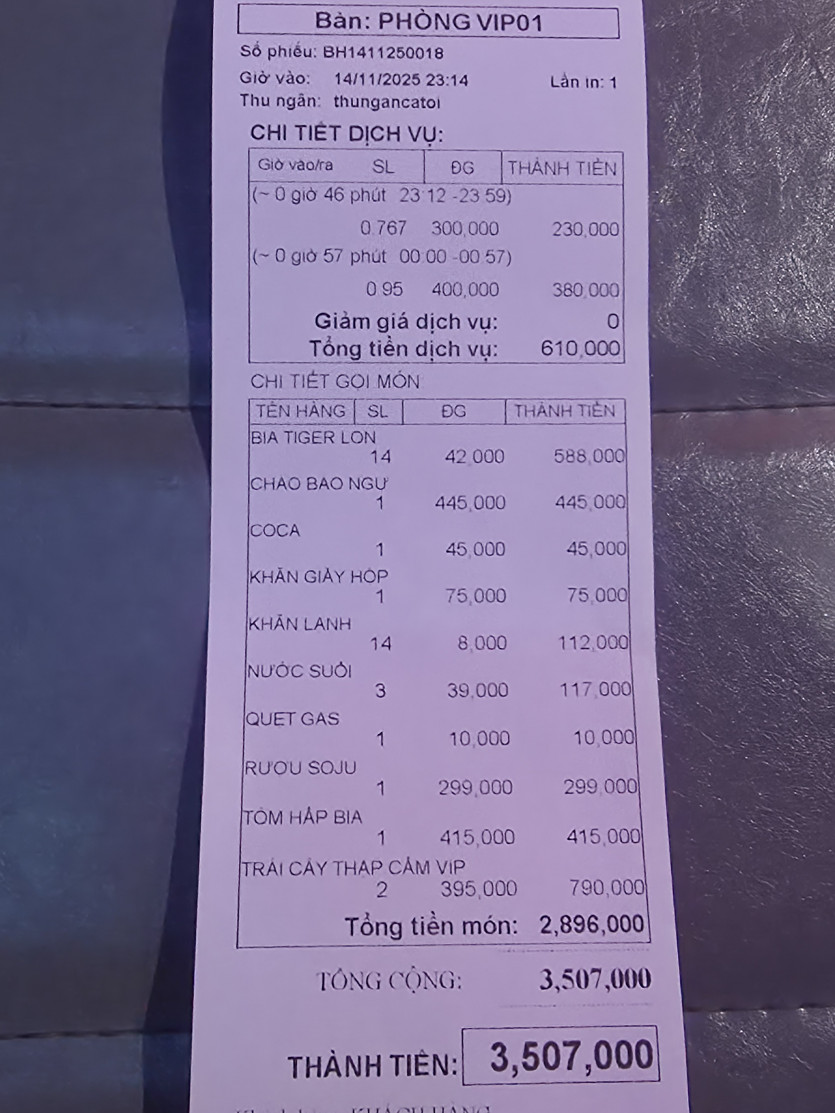 Bàn: PHÒNG VIP01
Số phiếu: BH1411250018
Giờ vào: 14/11/2025 23:14 Lần in: 1
Thu ngân: thungancatoi
CHI TIẾT DỊCH VỤ:
Giờ vào/ra SL ĐG THÀNH TIỀN
(~ 0 giờ 46 phút 23:12 -23:59)
0.767 300,000 230,000
(~ 0 giờ 57 phút 00:00 -00:57)
0.95 400,000 380,000
Giảm giá dịch vụ: 0
Tổng tiền dịch vụ: 610,000
CHI TIẾT GỌI MÓN
TÊN HÀNG SL ĐG THÀNH TIỀN
BIA TIGER LON
14 42,000 588,000
CHÁO BÀO NGƯ
1 445,000 445,000
COCA
1 45,000 45,000
KHĂN GIẤY HỘP
1 75,000 75,000
KHĂN LẠNH
14 8,000 112,000
NƯỚC SUỐI
3 39,000 117,000
QUẸT GAS
1 10,000 10,000
RƯỢU SOJU
1 299,000 299,000
TÔM HẤP BIA
1 415,000 415,000
TRÁI CÂY THẬP CẨM VIP
2 395,000 790,000
Tổng tiền món: 2,896,000
TỔNG CỘNG: 3,507,000
THÀNH TIỀN: 3,507,000